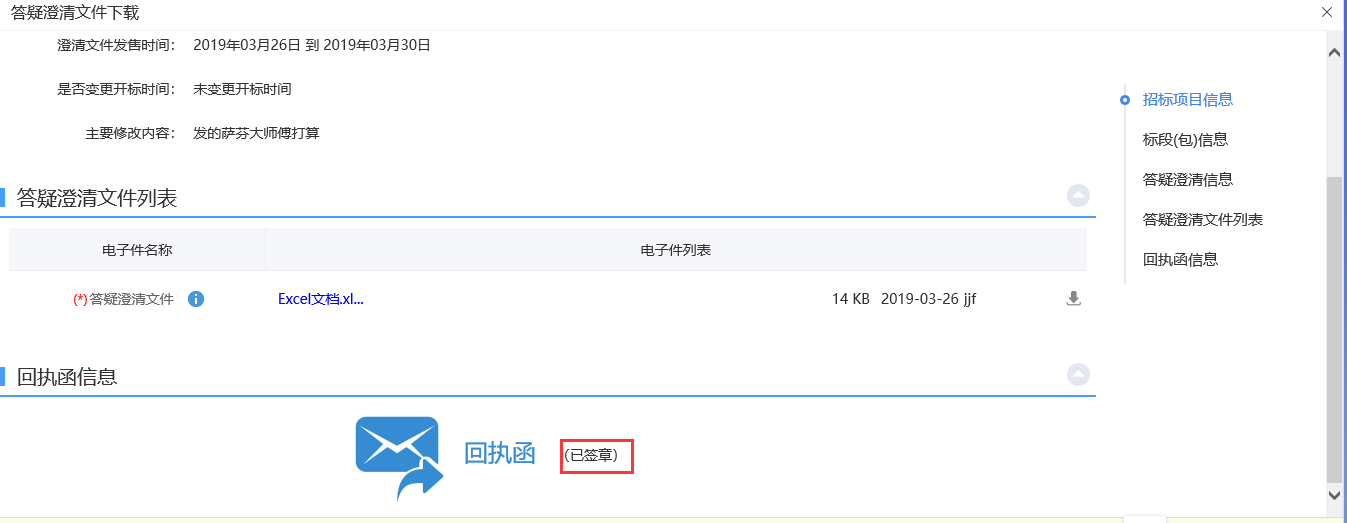 答疑澄清文件下载
澄清文件发售时间： 2019年03月26日 到 2019年03月30日
是否变更开标时间： 未变更开标时间
主要修改内容： 发的萨芬大师傅打算
答疑澄清文件列表
电子件名称 电子件列表
(*)答疑澄清文件 Excel文档.xl... 14 KB 2019-03-26 jjf
回执函信息
回执函 (已签章)
招标项目信息
标段(包)信息
答疑澄清信息
答疑澄清文件列表
回执函信息